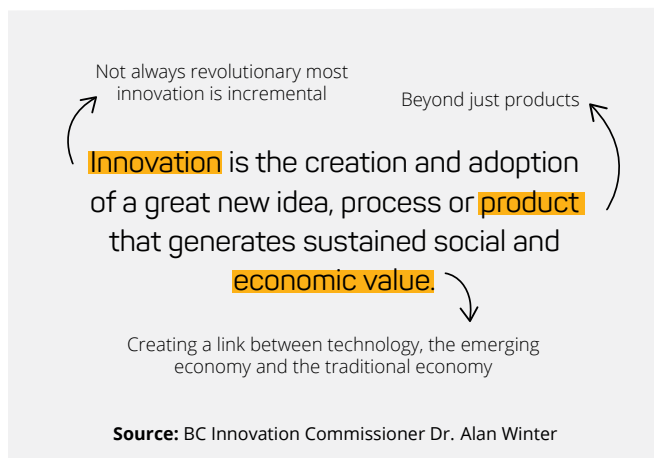 Not always revolutionary most
innovation is incremental
Beyond just products
Innovation is the creation and adoption
of a great new idea, process or product
that generates sustained social and
economic value.
Creating a link between technology, the emerging
economy and the traditional economy
Source: BC Innovation Commissioner Dr. Alan Winter